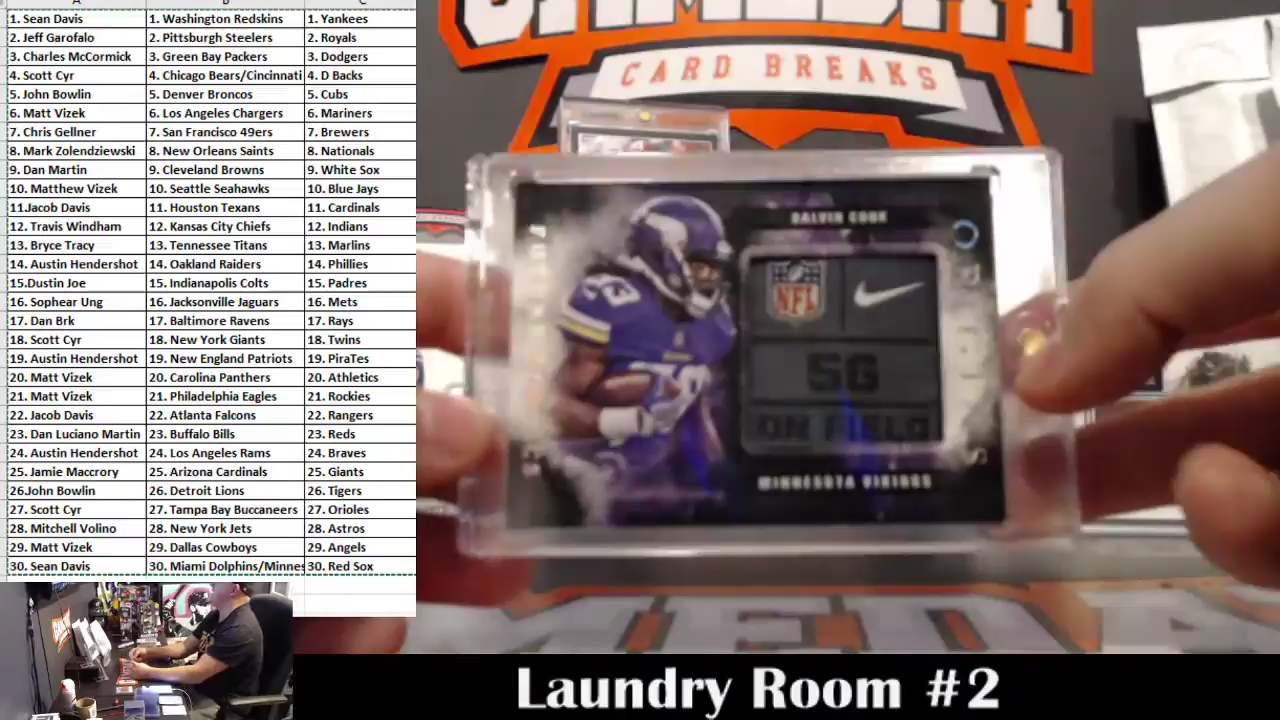 A B C
1. Sean Davis 1. Washington Redskins 1. Yankees
2. Jeff Garofalo 2. Pittsburgh Steelers 2. Royals
3. Charles McCormick 3. Green Bay Packers 3. Dodgers
4. Scott Cyr 4. Chicago Bears/Cincinnati 4. D Backs
5. John Bowlin 5. Denver Broncos 5. Cubs
6. Matt Vizek 6. Los Angeles Chargers 6. Mariners
7. Chris Gellner 7. San Francisco 49ers 7. Brewers
8. Mark Zolendziewski 8. New Orleans Saints 8. Nationals
9. Dan Martin 9. Cleveland Browns 9. White Sox
10. Matthew Vizek 10. Seattle Seahawks 10. Blue Jays
11.Jacob Davis 11. Houston Texans 11. Cardinals
12. Travis Windham 12. Kansas City Chiefs 12. Indians
13. Bryce Tracy 13. Tennessee Titans 13. Marlins
14. Austin Hendershot 14. Oakland Raiders 14. Phillies
15.Dustin Joe 15. Indianapolis Colts 15. Padres
16. Sophear Ung 16. Jacksonville Jaguars 16. Mets
17. Dan Brk 17. Baltimore Ravens 17. Rays
18. Scott Cyr 18. New York Giants 18. Twins
19. Austin Hendershot 19. New England Patriots 19. PiraTes
20. Matt Vizek 20. Carolina Panthers 20. Athletics
21. Matt Vizek 21. Philadelphia Eagles 21. Rockies
22. Jacob Davis 22. Atlanta Falcons 22. Rangers
23. Dan Luciano Martin 23. Buffalo Bills 23. Reds
24. Austin Hendershot 24. Los Angeles Rams 24. Braves
25. Jamie Maccrory 25. Arizona Cardinals 25. Giants
26.John Bowlin 26. Detroit Lions 26. Tigers
27. Scott Cyr 27. Tampa Bay Buccaneers 27. Orioles
28. Mitchell Volino 28. New York Jets 28. Astros
29. Matt Vizek 29. Dallas Cowboys 29. Angels
30. Sean Davis 30. Miami Dolphins/Minnes 30. Red Sox
GAMEDAY
CARD BREAKS
DALVIN COOK
NFL
SG
ON FIELD
MINNESOTA VIKINGS
Laundry Room #2